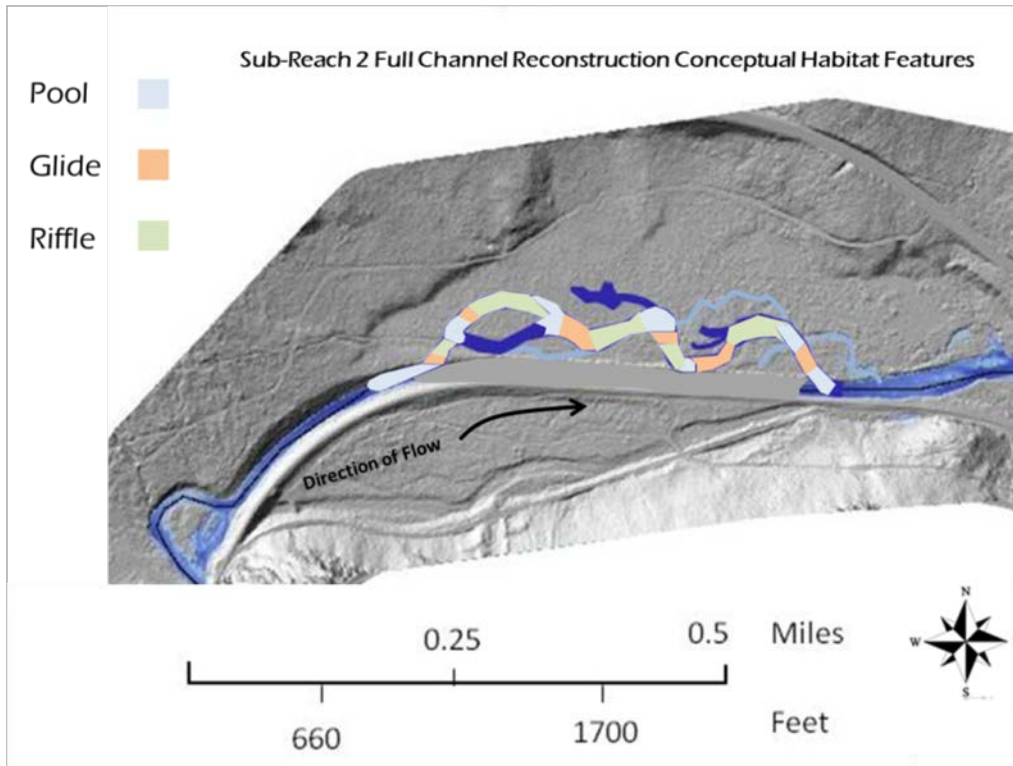 Sub-Reach 2 Full Channel Reconstruction Conceptual Habitat Features
Pool
Glide
Riffle
Direction of Flow
0.25 0.5 Miles
660 1700 Feet
N
W E
S